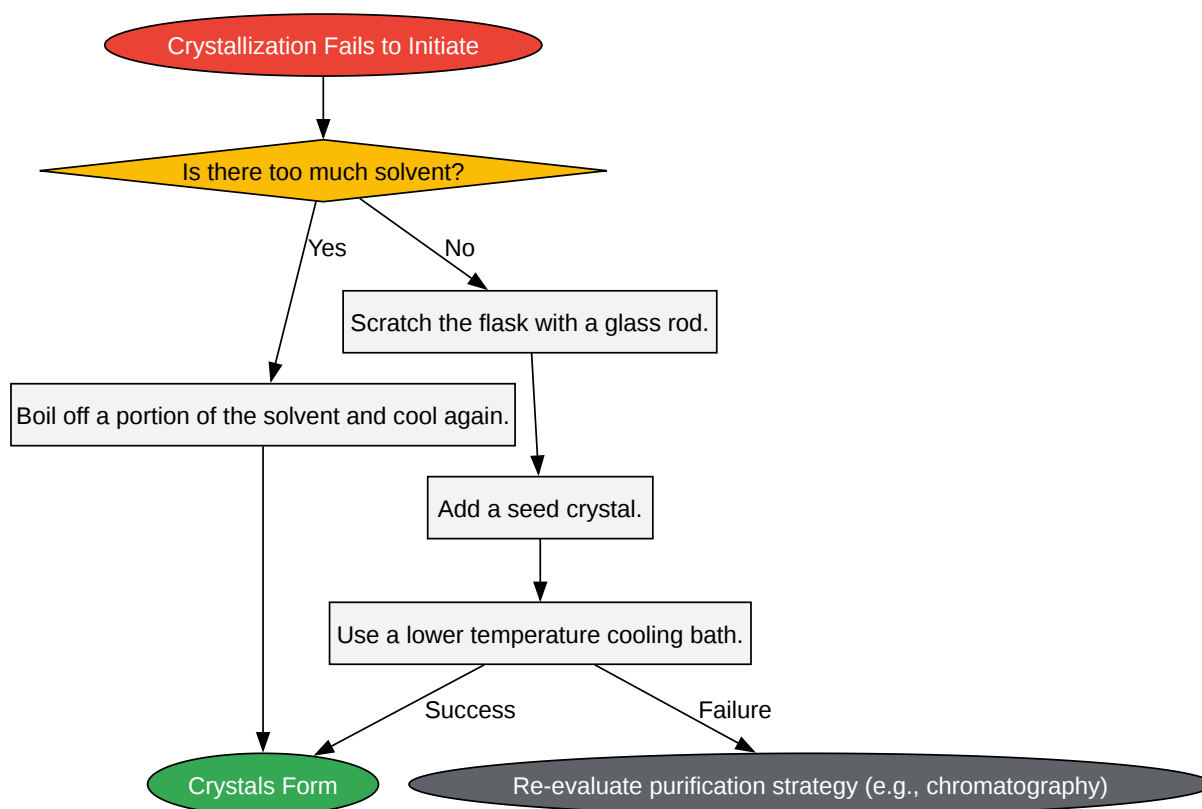 Crystallization Fails to Initiate
Is there too much solvent?
Yes
No
Scratch the flask with a glass rod.
Boil off a portion of the solvent and cool again.
Add a seed crystal.
Use a lower temperature cooling bath.
Success
Failure
Crystals Form
Re-evaluate purification strategy (e.g., chromatography)